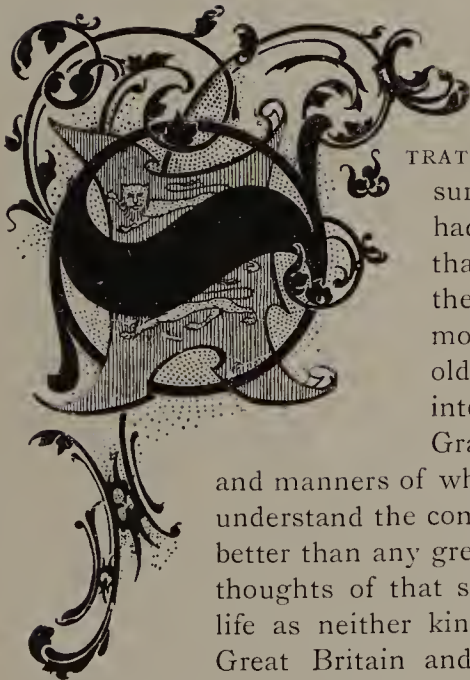 STRAT
sur
had
tha
the
mo
old
inte
Gra
and manners of wh
understand the con
better than any gre
thoughts of that s
life as neither kin
Great Britain and